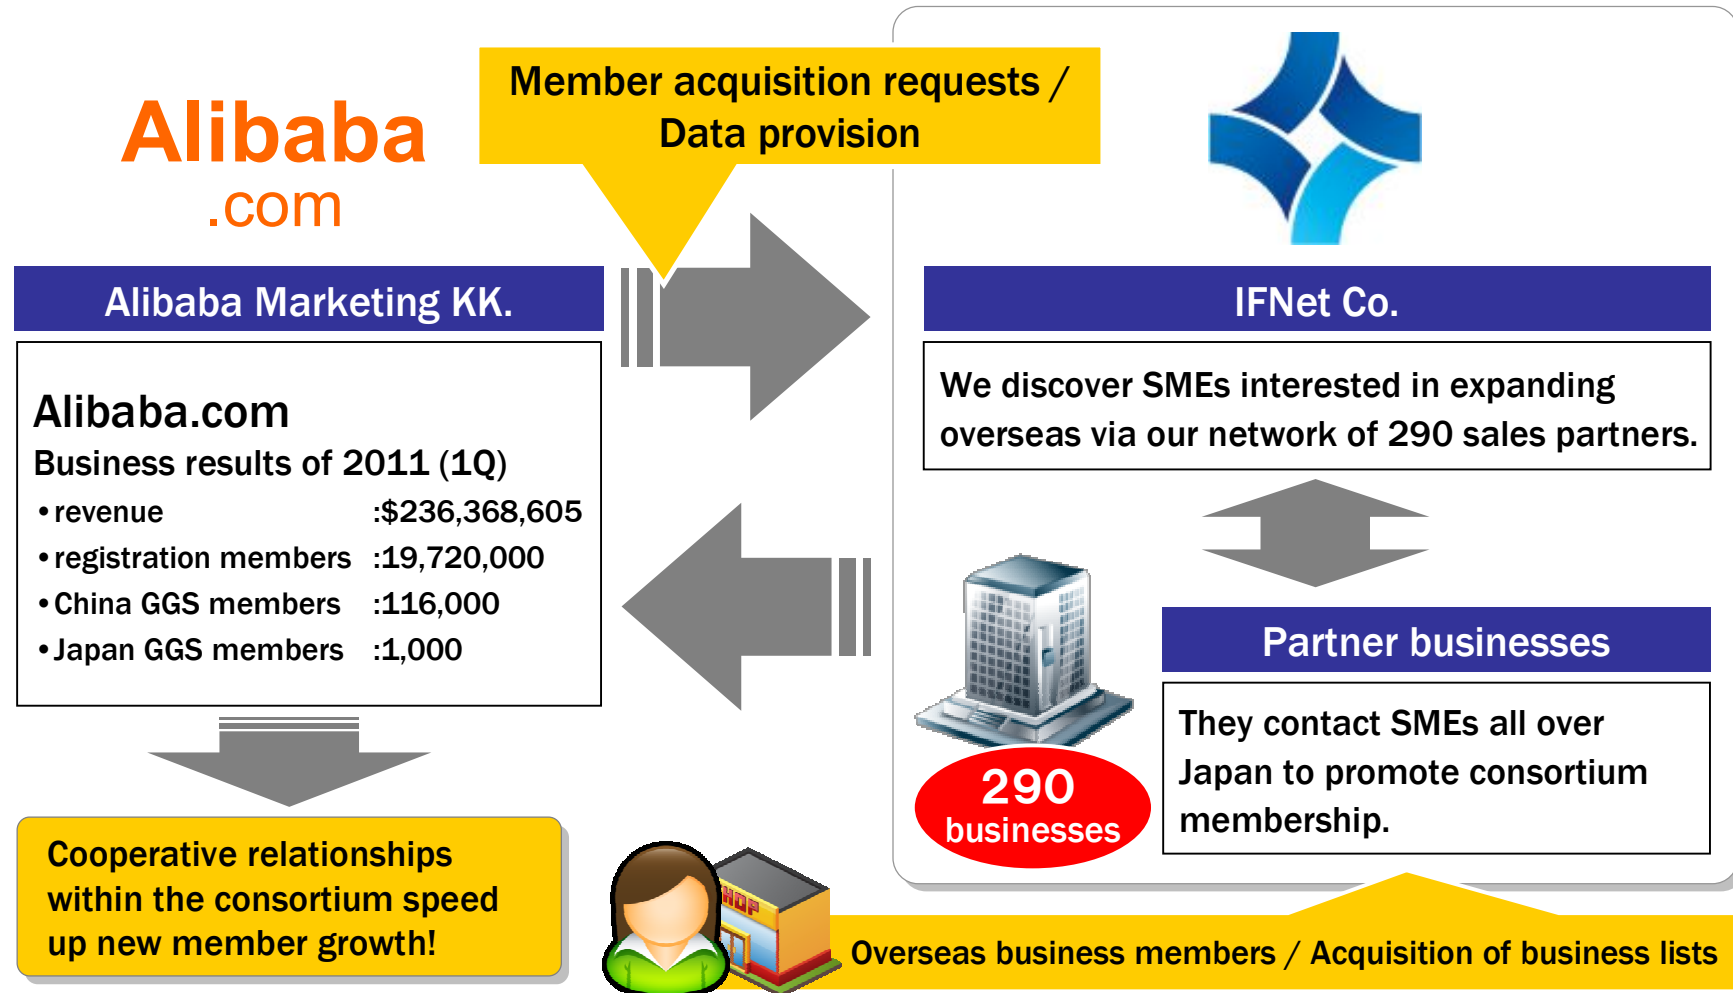 Member acquisition requests /
Data provision
Alibaba
.com
Alibaba Marketing KK.
Alibaba.com
Business results of 2011 (1Q)
•revenue :$236,368,605
•registration members :19,720,000
•China GGS members :116,000
•Japan GGS members :1,000
Cooperative relationships
within the consortium speed
up new member growth!
IFNet Co.
We discover SMEs interested in expanding
overseas via our network of 290 sales partners.
Partner businesses
They contact SMEs all over
Japan to promote consortium
membership.
290
businesses
HOP
Overseas business members / Acquisition of business lists